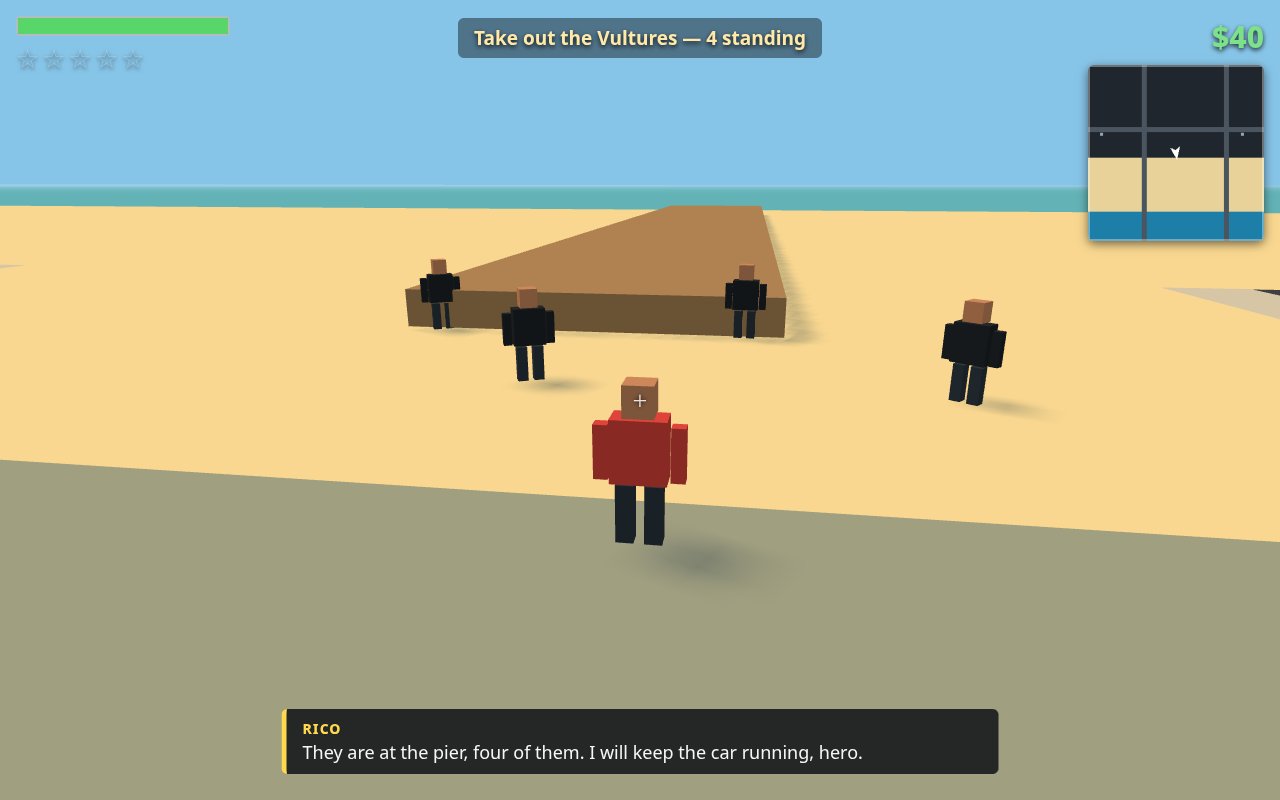 Take out the Vultures — 4 standing
$40
RICO
They are at the pier, four of them. I will keep the car running, hero.